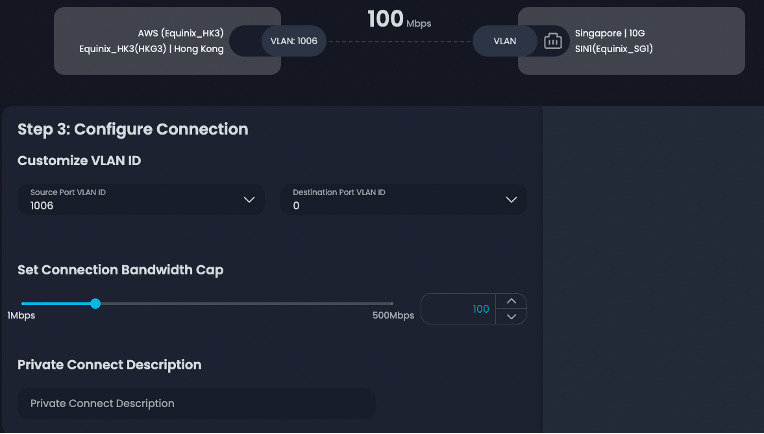 AWS (Equinix_HK3)
Equinix_HK3(HKG3) | Hong Kong
VLAN: 1006
100 Mbps
VLAN
Singapore | 10G
SIN1(Equinix_SG1)
Step 3: Configure Connection
Customize VLAN ID
Source Port VLAN ID
1006
Destination Port VLAN ID
0
Set Connection Bandwidth Cap
1Mbps
500Mbps
100
Private Connect Description
Private Connect Description